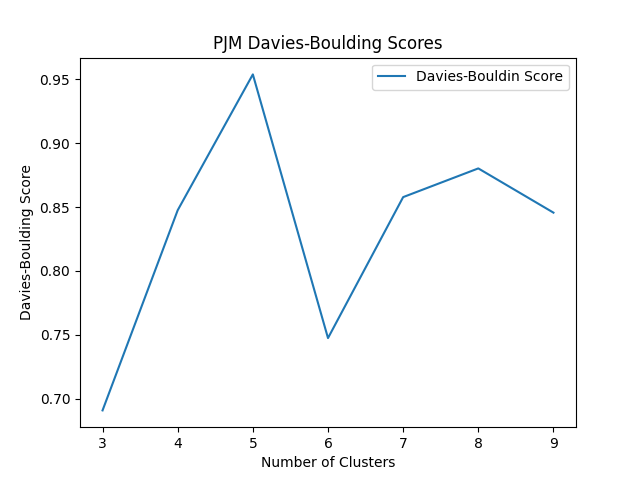 PJM Davies-Boulding Scores
Davies-Bouldin Score
Davies-Boulding Score
0.95
0.90
0.85
0.80
0.75
0.70
3 4 5 6 7 8 9
Number of Clusters